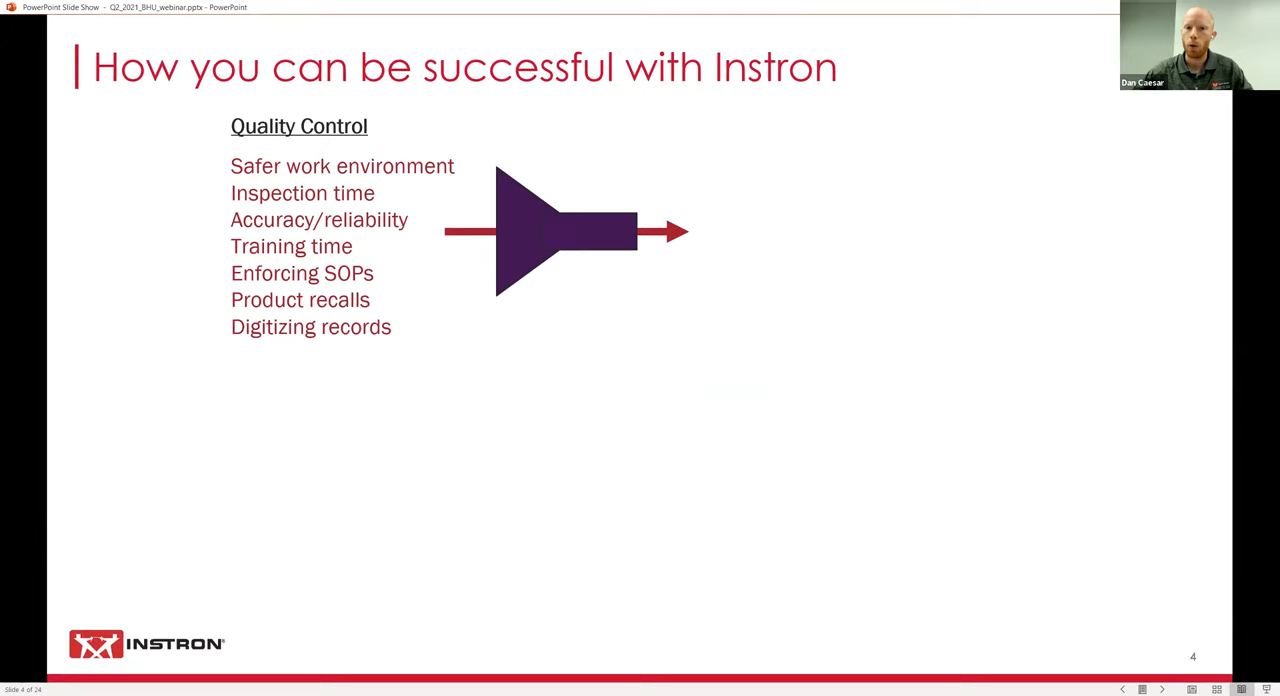 PowerPoint Slide Show - Q2_2021_BHU_webinar.pptx - PowerPoint
How you can be successful with Instron
Dan Caesar
Quality Control
Safer work environment
Inspection time
Accuracy/reliability
Training time
Enforcing SOPs
Product recalls
Digitizing records
INSTRON®
4
Slide 4 of 24